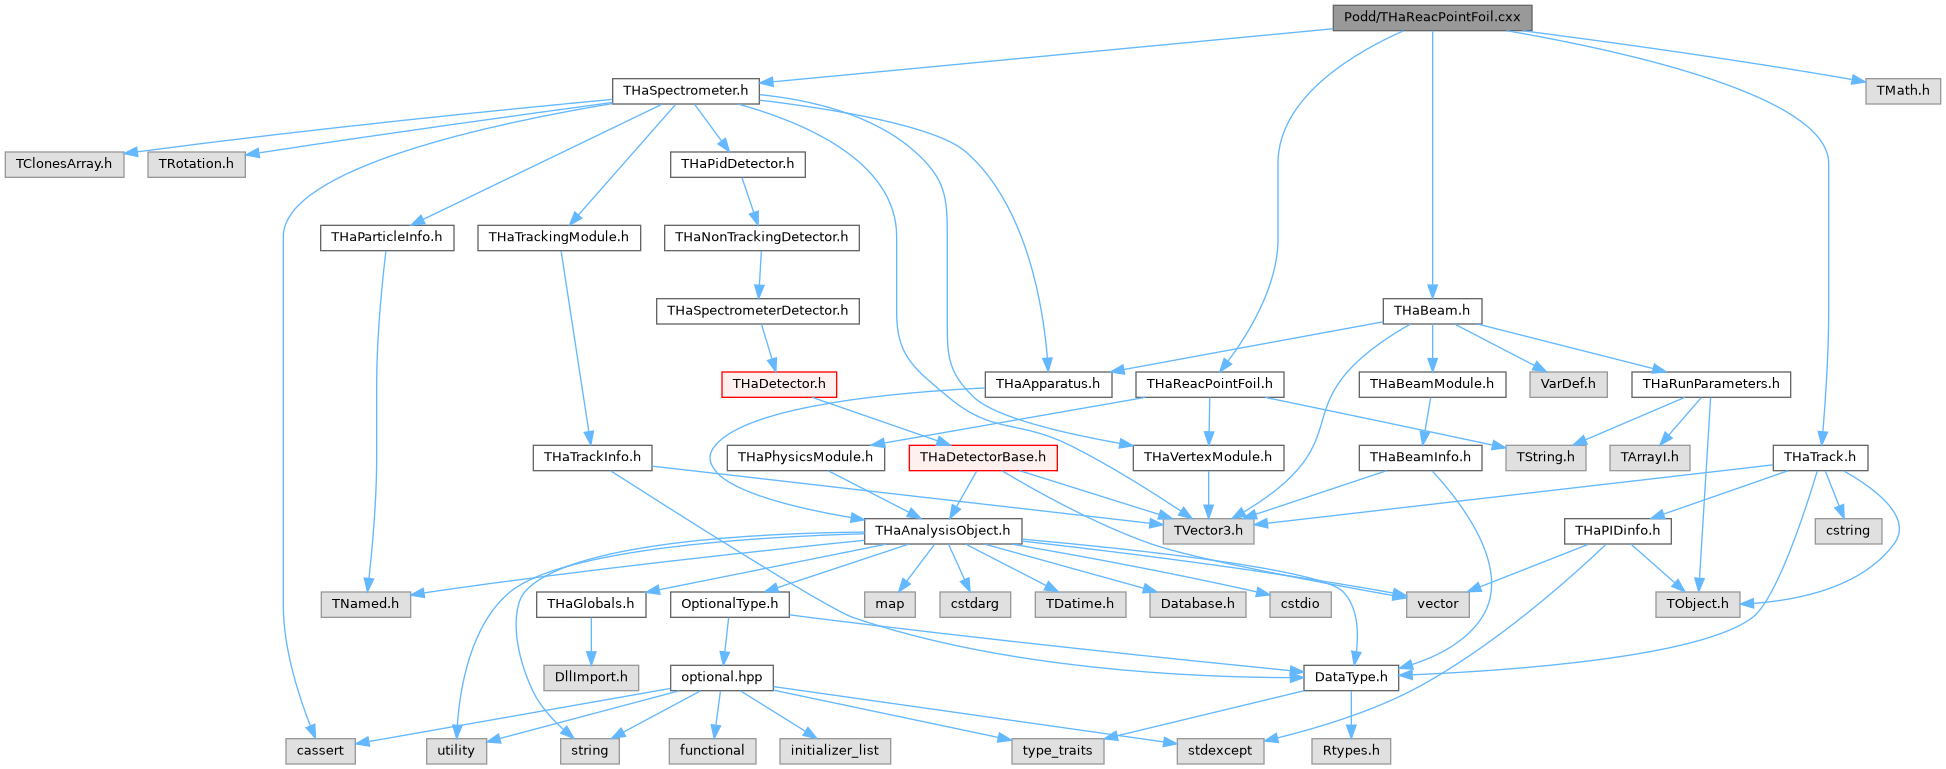 Podd/THaReacPointFoil.cxx
THaSpectrometer.h
TMath.h
TClonesArray.h
TRotation.h
THaPidDetector.h
THaParticleInfo.h
THaTrackingModule.h
THaNonTrackingDetector.h
THaSpectrometerDetector.h
THaBeam.h
THaDetector.h
THaApparatus.h
THaReacPointFoil.h
THaBeamModule.h
VarDef.h
THaRunParameters.h
THaTrackInfo.h
THaPhysicsModule.h
THaDetectorBase.h
THaVertexModule.h
THaBeamInfo.h
TString.h
TArrayI.h
THaTrack.h
THaAnalysisObject.h
TVector3.h
THaPIDinfo.h
cstring
TNamed.h
THaGlobals.h
OptionalType.h
map
cstdarg
TDatime.h
Database.h
cstdio
vector
TObject.h
DllImport.h
optional.hpp
DataType.h
cassert
utility
string
functional
initializer_list
type_traits
stdexcept
Rtypes.h